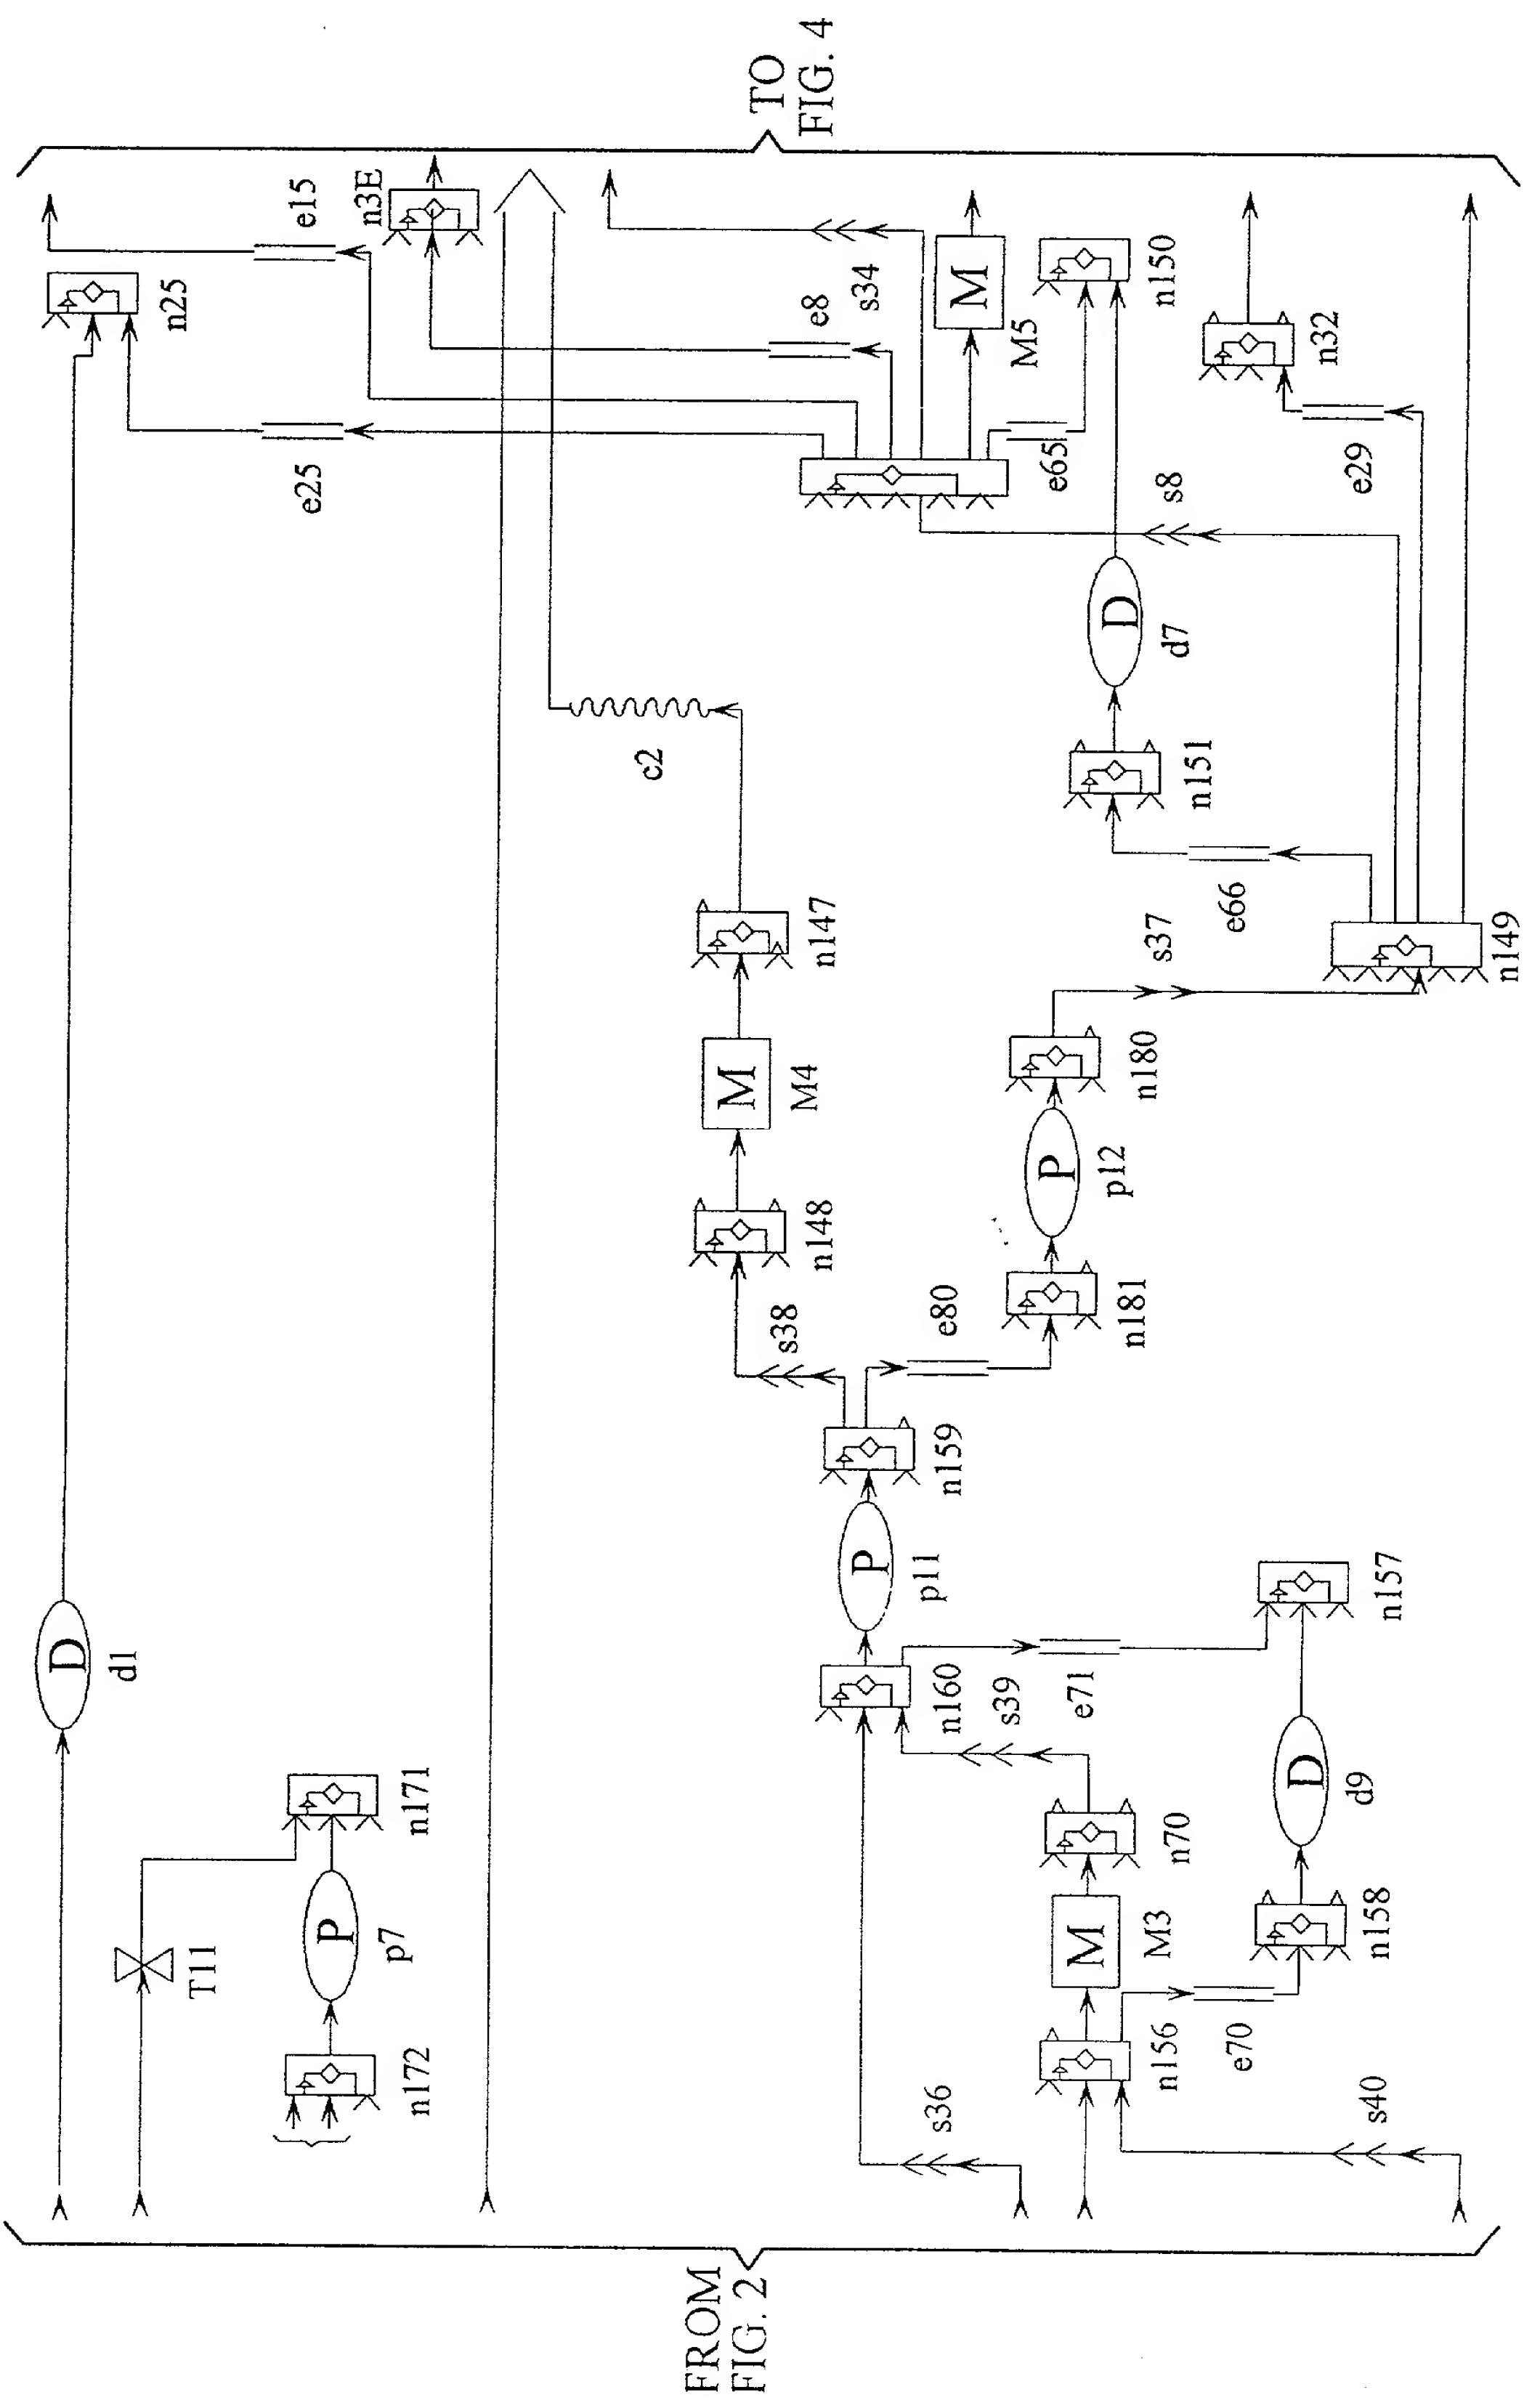 FROM
FIG. 2
TO
FIG. 4
D
d1
T11
n172
P
p7
n171
n25
e25
e15
n3E
e8
s34
M
M5
e65
n150
c2
s36
n156
M
M3
n70
s39
n160
P
p11
n159
s38
n148
M
M4
n147
e80
n181
P
p12
n180
s37
n149
e66
n151
D
d7
s8
e29
n32
s40
e70
n158
D
d9
e71
n157